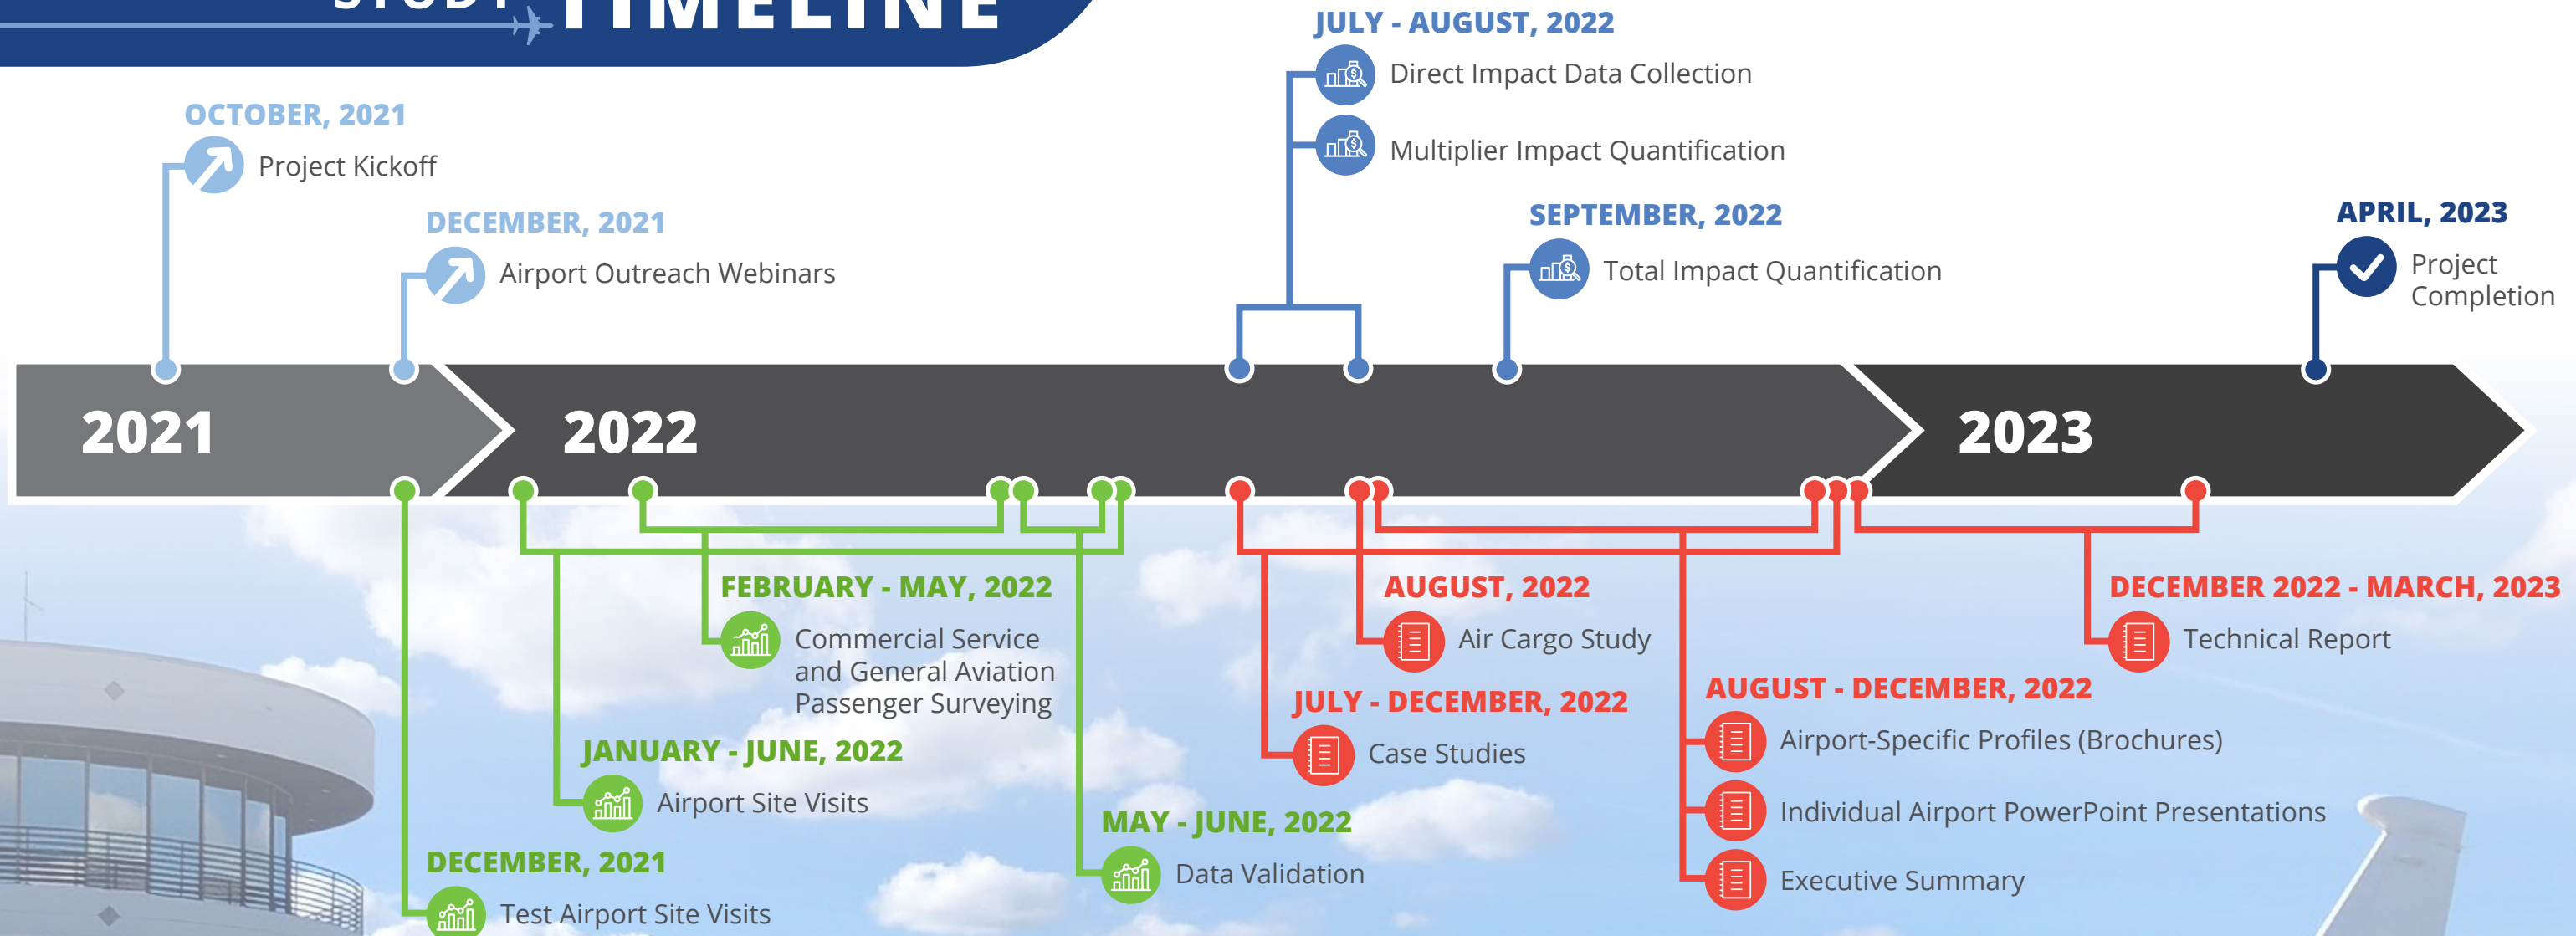 STUDY TIMELINE
JULY - AUGUST, 2022
Direct Impact Data Collection
Multiplier Impact Quantification
OCTOBER, 2021
Project Kickoff
DECEMBER, 2021
Airport Outreach Webinars
SEPTEMBER, 2022
Total Impact Quantification
APRIL, 2023
Project
Completion
2021
2022
2023
FEBRUARY - MAY, 2022
Commercial Service
and General Aviation
Passenger Surveying
JANUARY - JUNE, 2022
Airport Site Visits
DECEMBER, 2021
Test Airport Site Visits
MAY - JUNE, 2022
Data Validation
AUGUST, 2022
Air Cargo Study
JULY - DECEMBER, 2022
Case Studies
AUGUST - DECEMBER, 2022
Airport-Specific Profiles (Brochures)
Individual Airport PowerPoint Presentations
Executive Summary
DECEMBER 2022 - MARCH, 2023
Technical Report